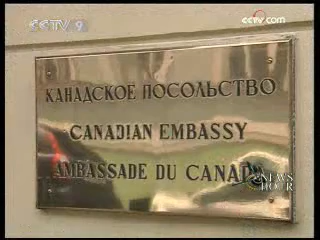 CCTV 9
CCTV.com
КАНАДСКОЕ ПОСОЛЬСТВО
CANADIAN EMBASSY
AMBASSADE DU CANADA
NEWS
HOUR